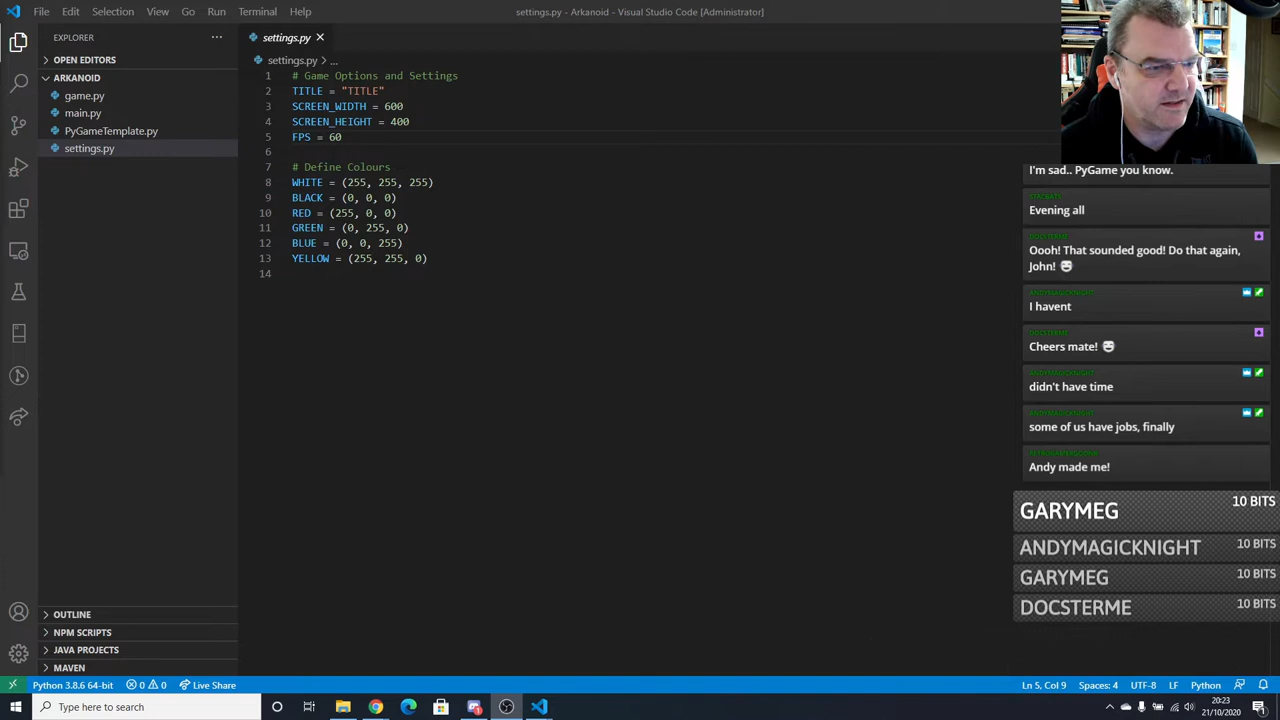 File Edit Selection View Go Run Terminal Help
settings.py - Arkanoid - Visual Studio Code [Administrator]
EXPLORER
settings.py
OPEN EDITORS
settings.py > ...
ARKANOID
game.py
main.py
PyGameTemplate.py
settings.py
1 # Game Options and Settings
2 TITLE = "TITLE"
3 SCREEN_WIDTH = 600
4 SCREEN_HEIGHT = 400
5 FPS = 60
6
7 # Define Colours
8 WHITE = (255, 255, 255)
9 BLACK = (0, 0, 0)
10 RED = (255, 0, 0)
11 GREEN = (0, 255, 0)
12 BLUE = (0, 0, 255)
13 YELLOW = (255, 255, 0)
14
I'm sad.. PyGame you know.
Evening all
DOCSTERME
Oooh! That sounded good! Do that again,
John!
ANDYMAGICKNIGHT
I havent
DOCSTERME
Cheers mate!
ANDYMAGICKNIGHT
didn't have time
ANDYMAGICKNIGHT
some of us have jobs, finally
Andy made me!
GARYMEG 10 BITS
ANDYMAGICKNIGHT 10 BITS
GARYMEG 10 BITS
DOCSTERME 10 BITS
OUTLINE
NPM SCRIPTS
JAVA PROJECTS
MAVEN
Python 3.8.6 64-bit 0 0 Live Share
Ln 5, Col 9 Spaces: 4 UTF-8 LF Python
Type here to search
20:23
21/10/2020